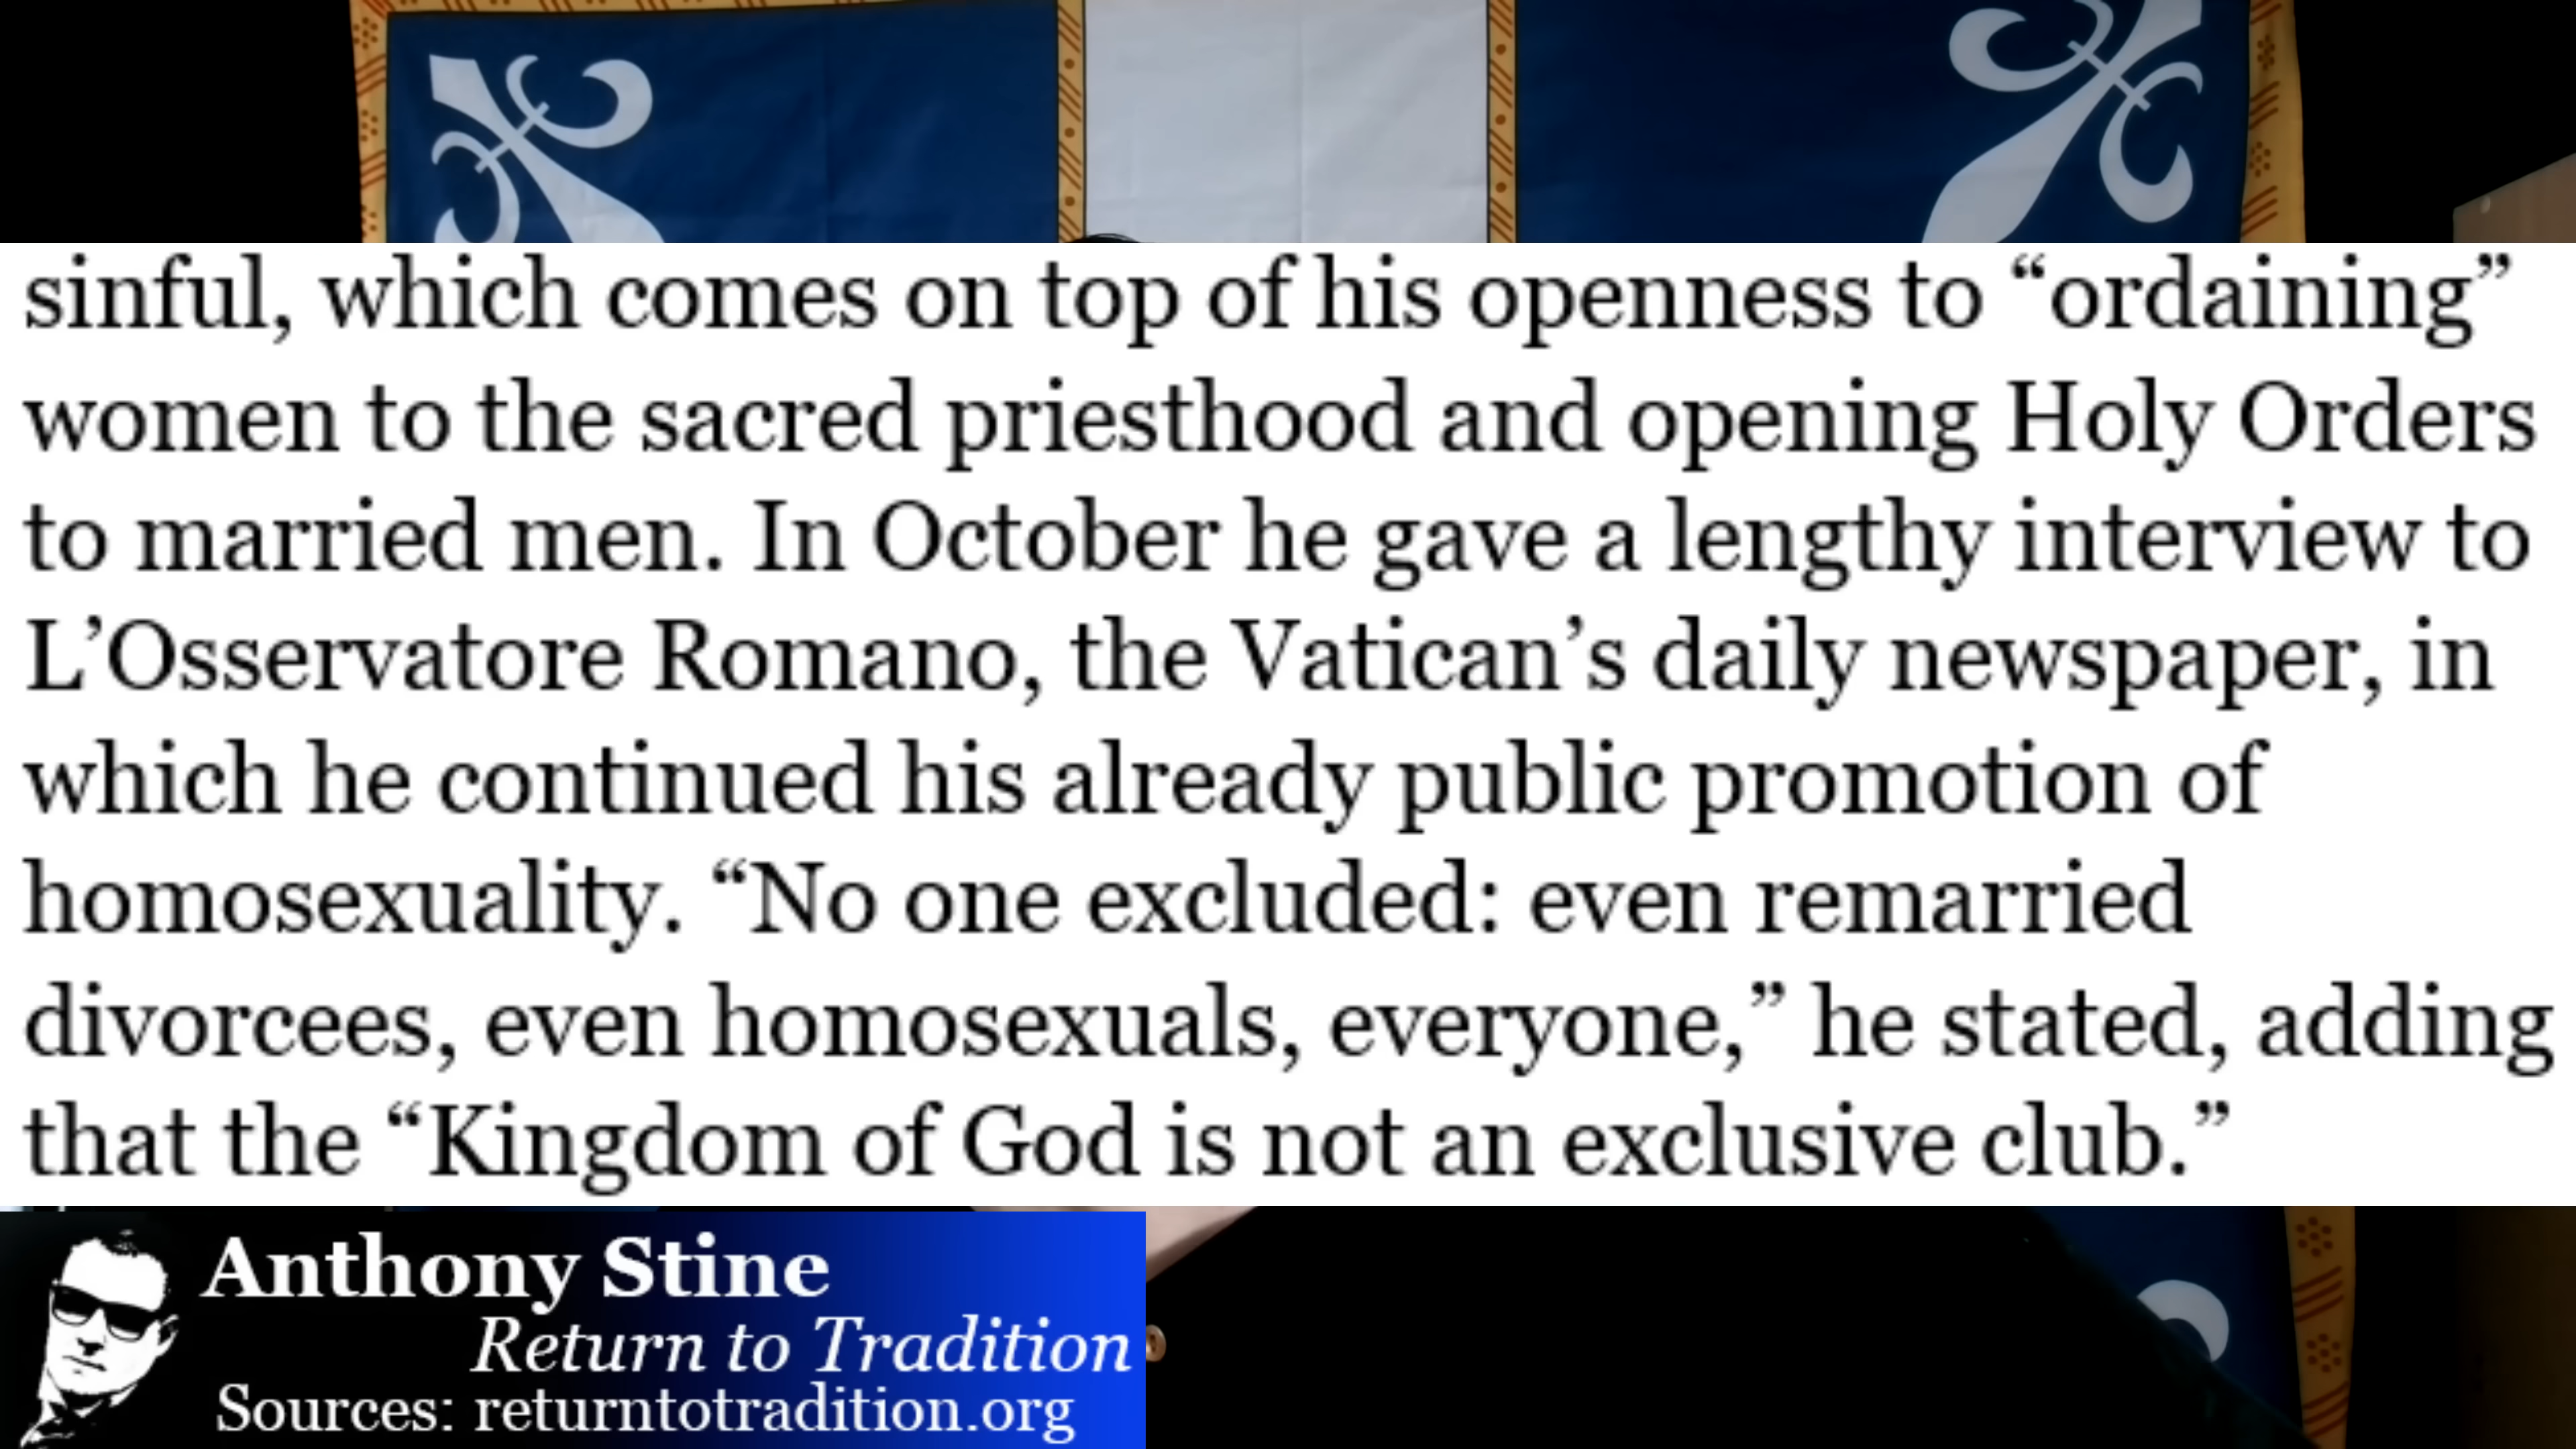 sinful, which comes on top of his openness to “ordaining”
women to the sacred priesthood and opening Holy Orders
to married men. In October he gave a lengthy interview to
L’Osservatore Romano, the Vatican’s daily newspaper, in
which he continued his already public promotion of
homosexuality. “No one excluded: even remarried
divorcees, even homosexuals, everyone,” he stated, adding
that the “Kingdom of God is not an exclusive club.”
Anthony Stine
Return to Tradition
Sources: returntotradition.org